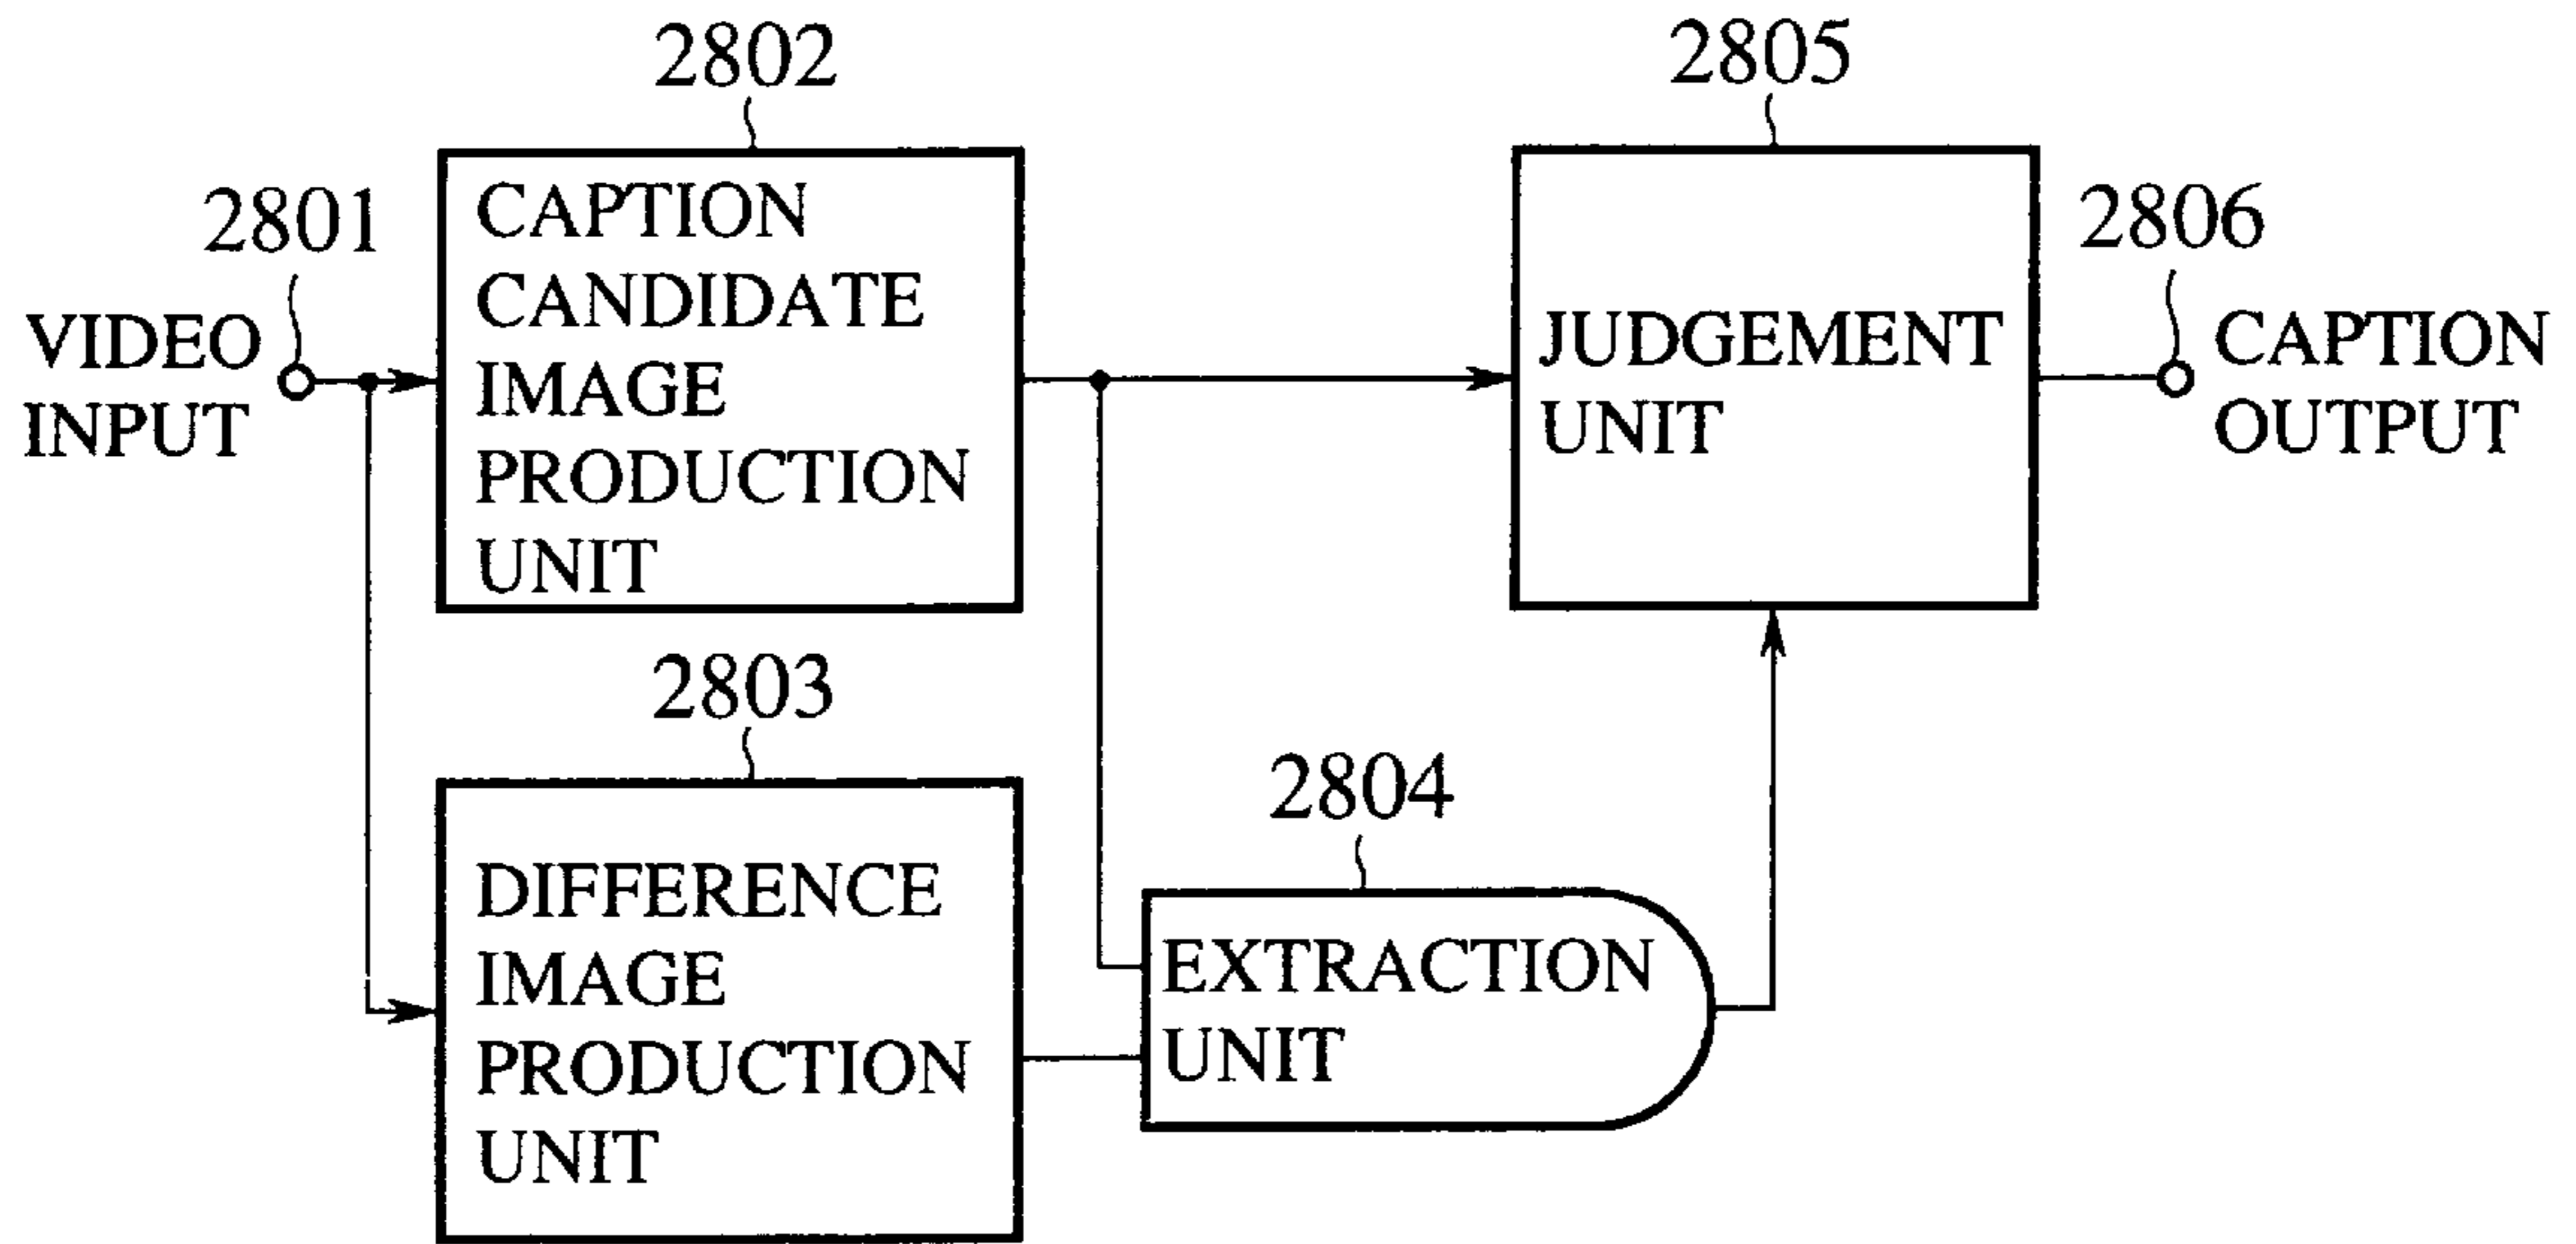 2802
2805
2801
2806
CAPTION
CANDIDATE
IMAGE
PRODUCTION
UNIT
VIDEO
INPUT
JUDGEMENT
UNIT
CAPTION
OUTPUT
2803
2804
DIFFERENCE
IMAGE
PRODUCTION
UNIT
EXTRACTION
UNIT